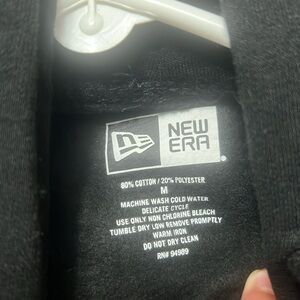 NEW
ERA
80% COTTON / 20% POLYESTER
M
MACHINE WASH COLD WATER
DELICATE CYCLE
USE ONLY NON CHLORINE BLEACH
TUMBLE DRY LOW REMOVE PROMPTLY
WARM IRON
DO NOT DRY CLEAN
RN# 94989